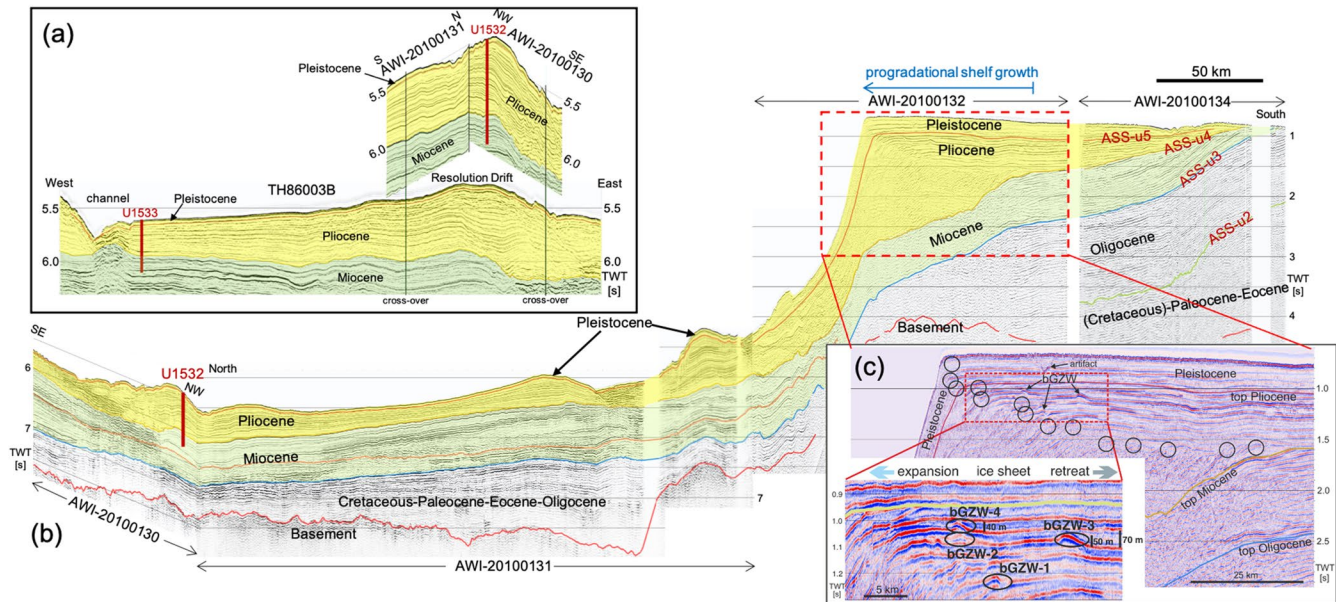 (a)
N
NW
U1532
S
AWI-20100131
AWI-20100130
SE
Pleistocene
5.5
5.5
Pliocene
6.0
6.0
Miocene
West
channel
Pleistocene
TH86003B
Resolution Drift
East
5.5
U1533
5.5
Pliocene
6.0
6.0
TWT
[s]
Miocene
cross-over
cross-over
50 km
progradational shelf growth
AWI-20100132
AWI-20100134
South
Pleistocene
ASS-u5
ASS-u4
1
Pliocene
ASS-u3
2
Miocene
ASS-u2
Oligocene
3
TWT
[s]
(Cretaceous)-Paleocene-Eocene
4
Basement
Pleistocene
SE
6
U1532
North
NW
6
Pliocene
7
TWT
[s]
Miocene
Cretaceous-Paleocene-Eocene-Oligocene
7
Basement
AWI-20100130
(b)
AWI-20100131
(c)
artifact
Pleistocene
bGZW
1.0
top Pliocene
Pleistocene
1.5
expansion ice sheet retreat
top Miocene
2.0
0.9
bGZW-4
1.0
40 m
bGZW-3
50 m
70 m
1.1
bGZW-2
2.5
top Oligocene
bGZW-1
1.2
TWT
[s]
5 km
TWT
[s]
25 km